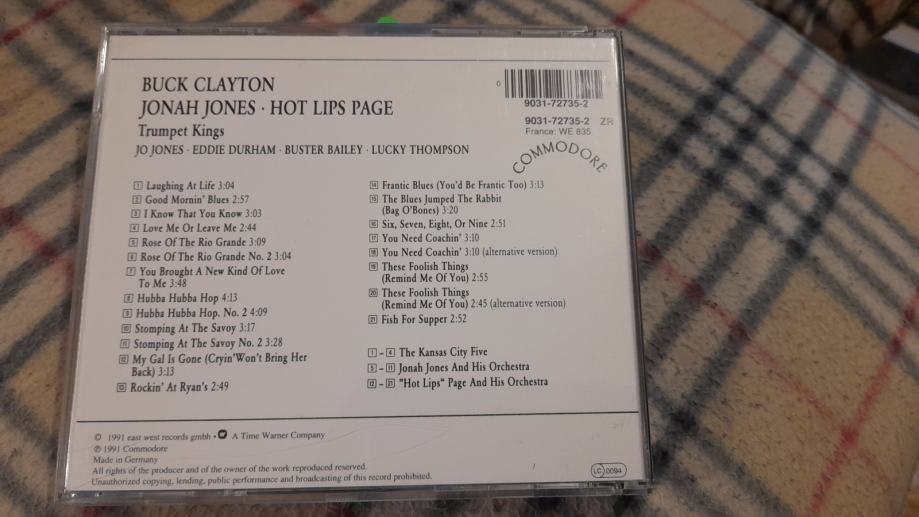 BUCK CLAYTON
JONAH JONES · HOT LIPS PAGE
Trumpet Kings
JO JONES · EDDIE DURHAM · BUSTER BAILEY · LUCKY THOMPSON
0
9031-72735-2
9031-72735-2 ZR
France: WE 835
COMMODORE
1 Laughing At Life 3:04
2 Good Mornin' Blues 2:57
3 I Know That You Know 3:03
4 Love Me Or Leave Me 2:44
5 Rose Of The Rio Grande 3:09
6 Rose Of The Rio Grande No. 2 3:04
7 You Brought A New Kind Of Love
To Me 3:48
8 Hubba Hubba Hop 4:13
9 Hubba Hubba Hop. No. 2 4:09
10 Stomping At The Savoy 3:17
11 Stomping At The Savoy No. 2 3:28
12 My Gal Is Gone (Cryin'Won't Bring Her
Back) 3:13
13 Rockin' At Ryan's 2:49
14 Frantic Blues (You'd Be Frantic Too) 3:13
15 The Blues Jumped The Rabbit
(Bag O'Bones) 3:20
16 Six, Seven, Eight, Or Nine 2:51
17 You Need Coachin' 3:10
18 You Need Coachin' 3:10 (alternative version)
19 These Foolish Things
(Remind Me Of You) 2:55
20 These Foolish Things
(Remind Me Of You) 2:45 (alternative version)
21 Fish For Supper 2:52
1 - 4 The Kansas City Five
5 - 11 Jonah Jones And His Orchestra
12 - 21 "Hot Lips" Page And His Orchestra
© 1991 east west records gmbh · A Time Warner Company
℗ 1991 Commodore
Made in Germany
All rights of the producer and of the owner of the work reproduced reserved.
Unauthorized copying, lending, public performance and broadcasting of this record prohibited.
LC 0094